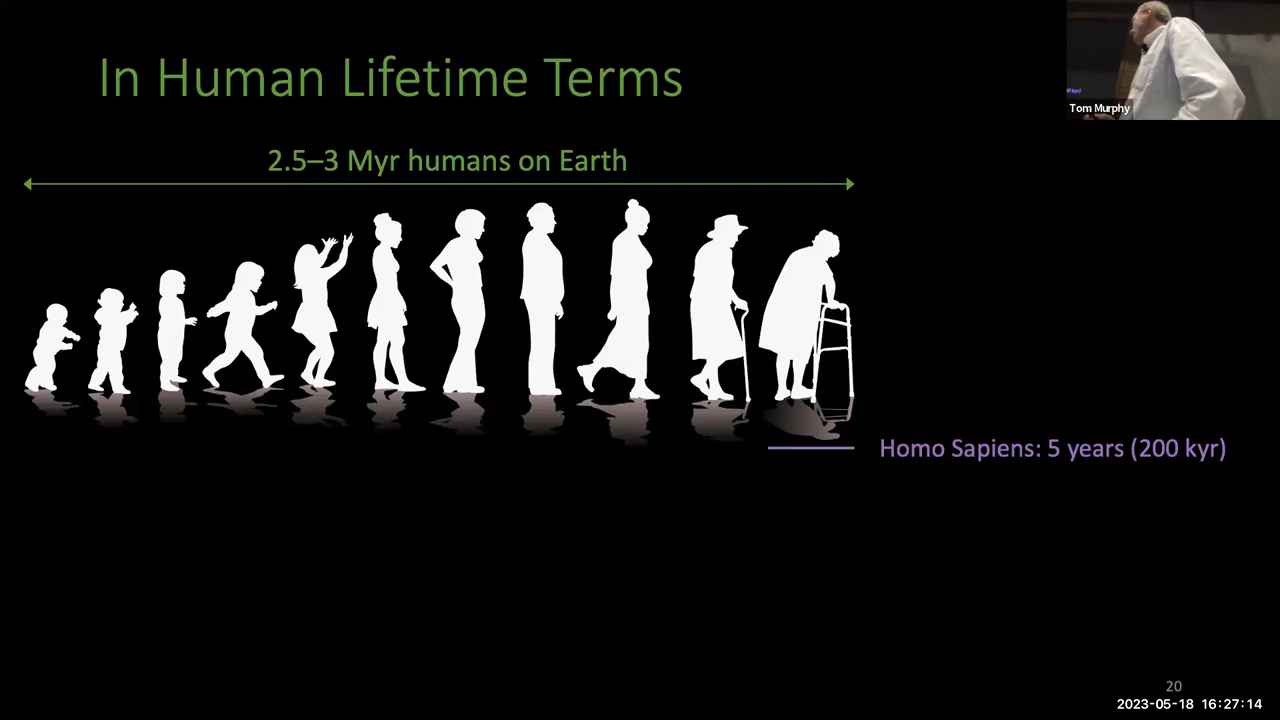 In Human Lifetime Terms
Tom Murphy
2.5–3 Myr humans on Earth
Homo Sapiens: 5 years (200 kyr)
20
2023-05-18 16:27:14